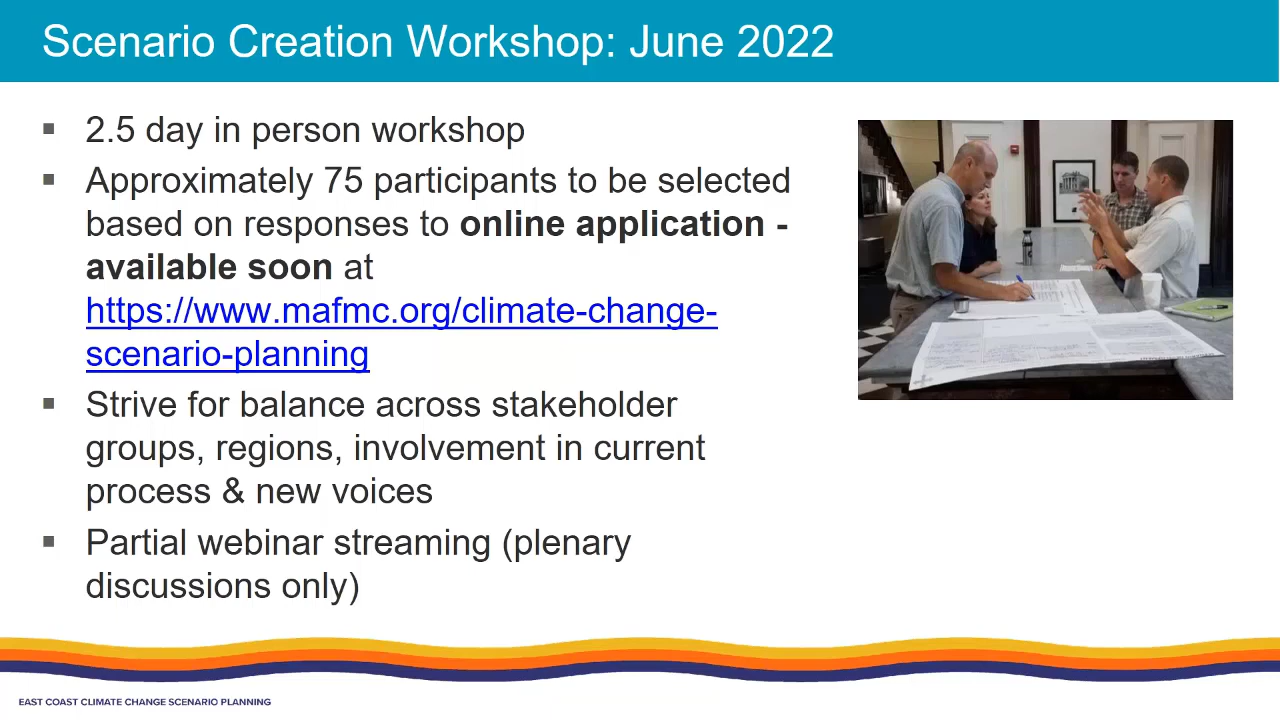 Scenario Creation Workshop: June 2022
2.5 day in person workshop
Approximately 75 participants to be selected
based on responses to online application -
available soon at
https://www.mafmc.org/climate-change-
scenario-planning
Strive for balance across stakeholder
groups, regions, involvement in current
process & new voices
Partial webinar streaming (plenary
discussions only)
EAST COAST CLIMATE CHANGE SCENARIO PLANNING